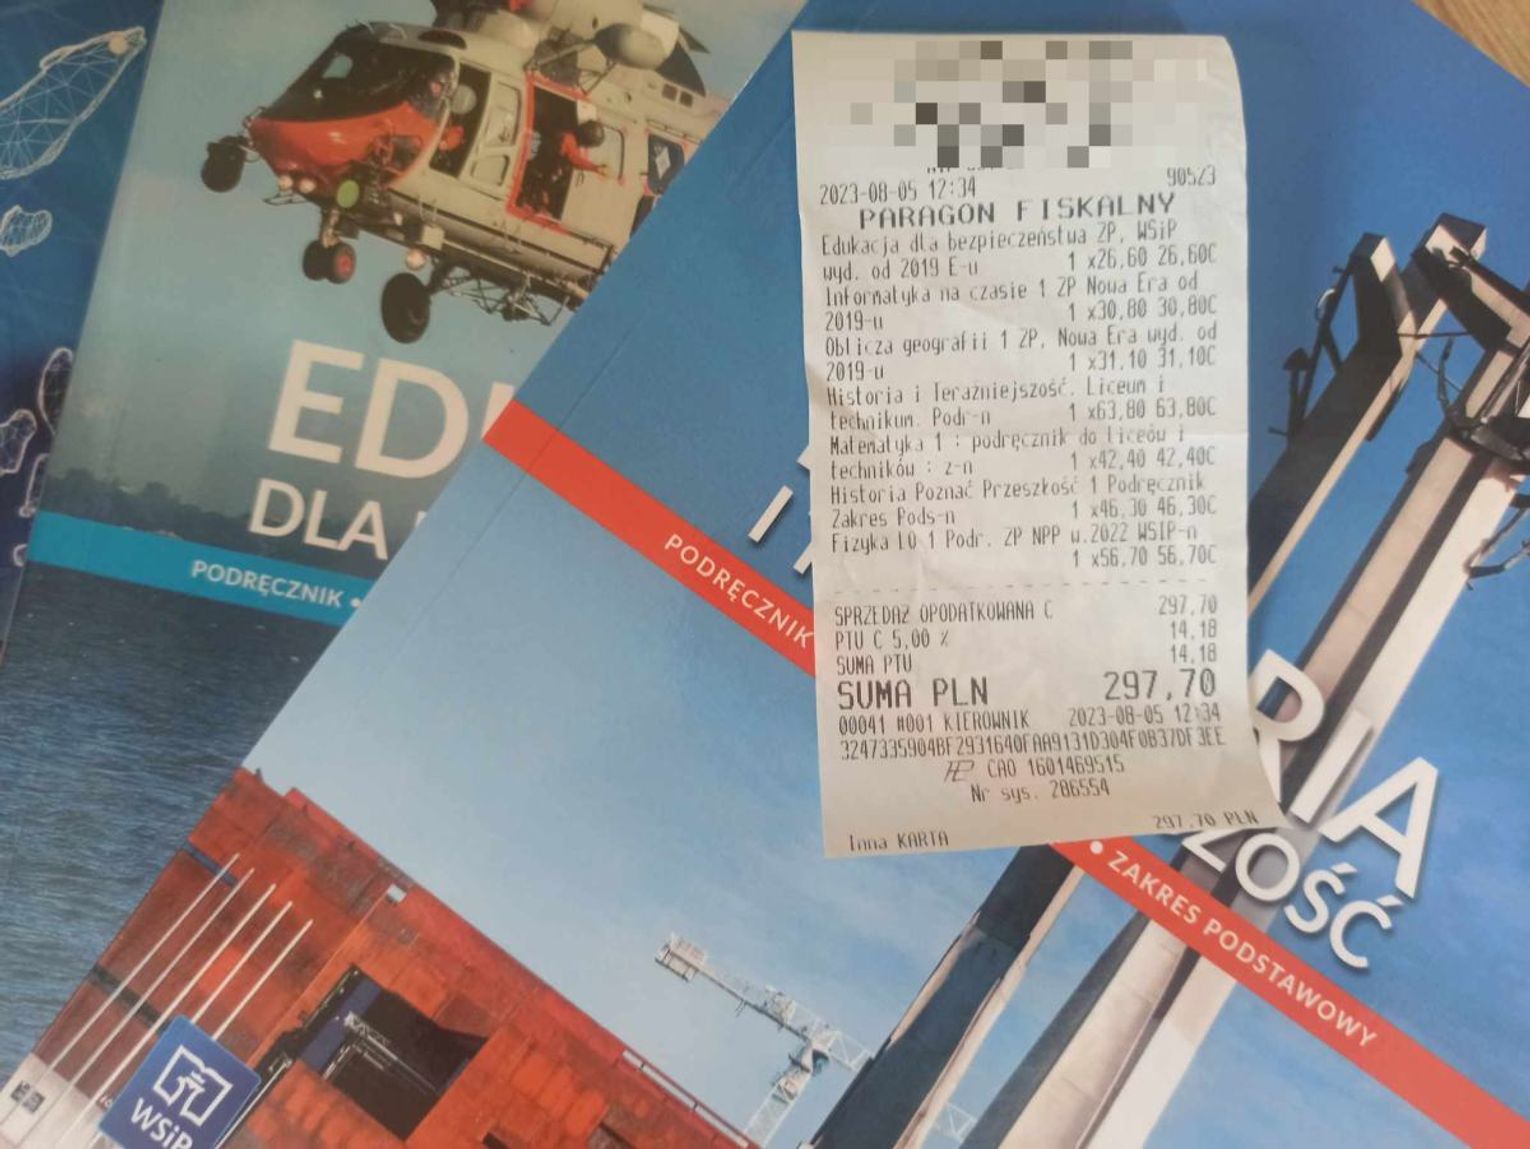 2023-08-05 12:34 90523
PARAGON FISKALNY
Edukacja dla bezpieczeństwa ZP, WSiP
wyd. od 2019 E-u 1 x26,60 26,60C
Informatyka na czasie 1 ZP Nowa Era od
2019-u 1 x30,80 30,80C
Oblicza geografii 1 ZP, Nowa Era wyd. od
2019-u 1 x31,10 31,10C
Historia i Teraźniejszość. Liceum i
technikum. Podr-n 1 x63,80 63,80C
Matematyka 1 : podręcznik do liceów i
techników : z-n 1 x42,40 42,40C
Historia Poznać Przeszłość 1 Podręcznik
Zakres Pods-n 1 x46,30 46,30C
Fizyka LO 1 Podr. ZP NPP w.2022 WSIP-n
1 x56,70 56,70C
SPRZEDAŻ OPODATKOWANA C 297,70
PTU C 5,00 % 14,18
SUMA PTU 14,18
SUMA PLN 297,70
00041 #001 KIEROWNIK 2023-08-05 12:34
3247335904BF2931640FAA9131D304F0B37DF3EE
CAO 1601469515
Nr sys. 286554
Inna KARTA 297,70 PLN
DLA
PODRĘCZNIK •
PODRĘCZNIK
• ZAKRES PODSTAWOWY
WSiP